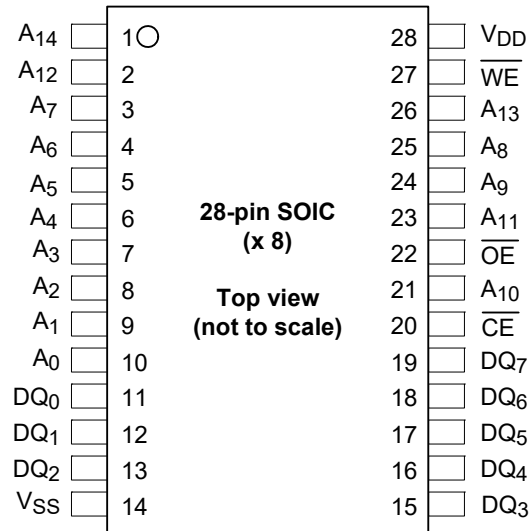 A14 1 28 VDD
A12 2 27 W̅E̅
A7 3 26 A13
A6 4 25 A8
A5 5 24 A9
A4 6 23 A11
A3 7 22 O̅E̅
A2 8 21 A10
A1 9 20 C̅E̅
A0 10 19 DQ7
DQ0 11 18 DQ6
DQ1 12 17 DQ5
DQ2 13 16 DQ4
VSS 14 15 DQ3
28-pin SOIC
(x 8)
Top view
(not to scale)